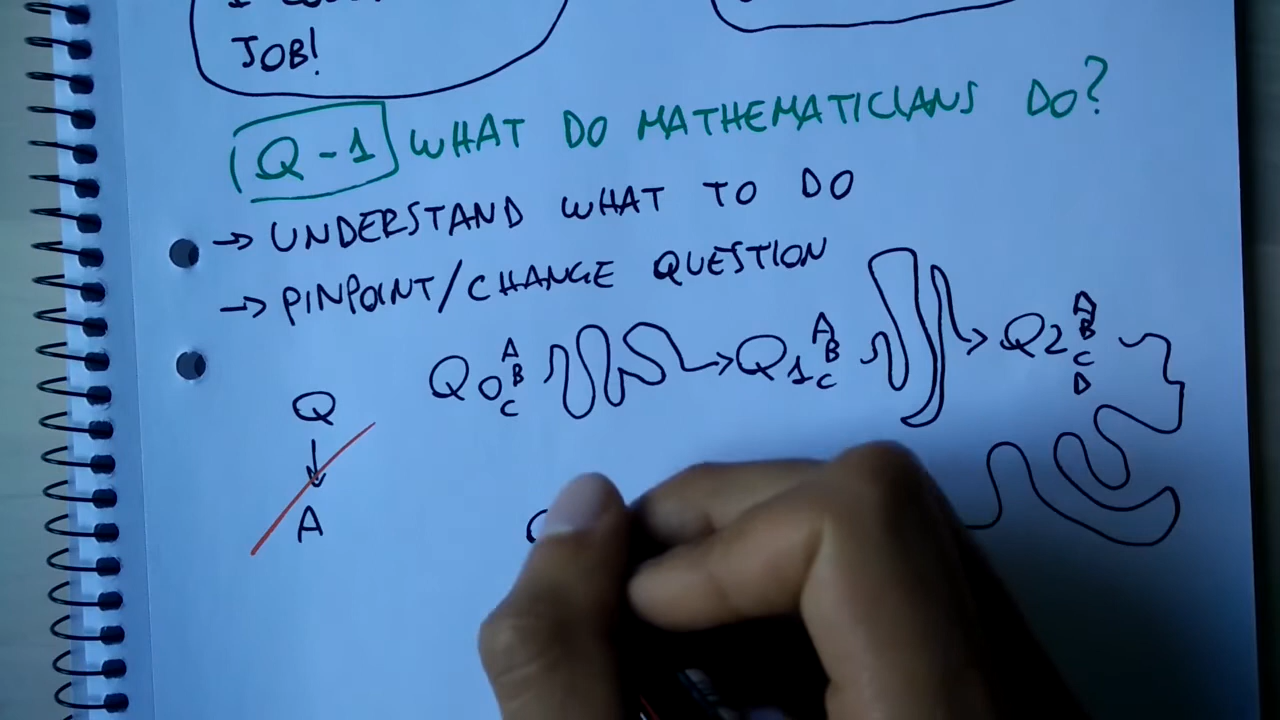 JOB!
Q-1 WHAT DO MATHEMATICIANS DO?
→ UNDERSTAND WHAT TO DO
→ PINPOINT/CHANGE QUESTION
Q0 A B C → Q1 A B C → Q2 A B C D
Q
↓
A